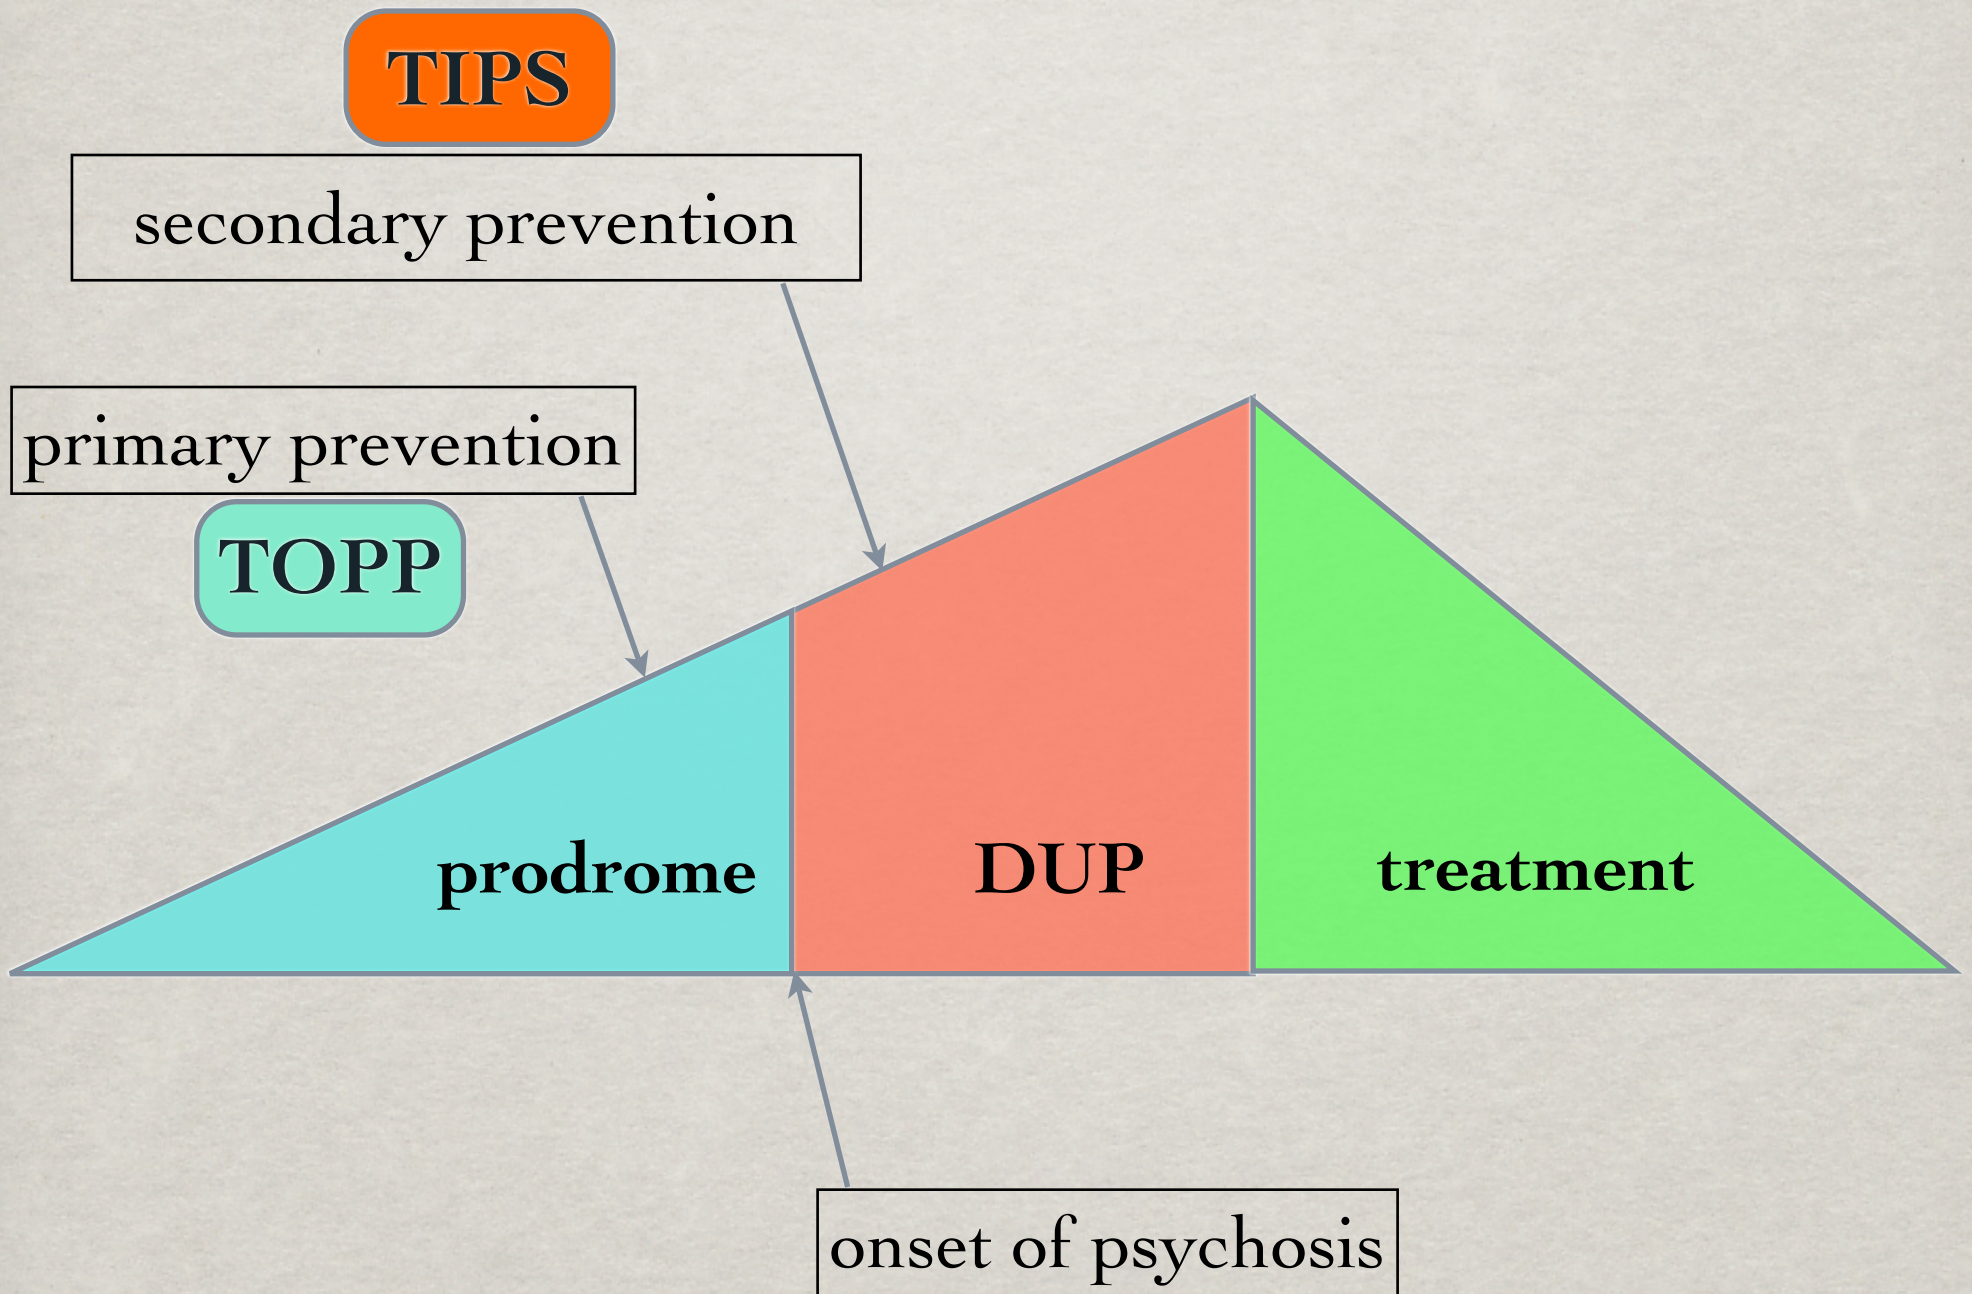 TIPS
secondary prevention
primary prevention
TOPP
prodrome
DUP
treatment
onset of psychosis